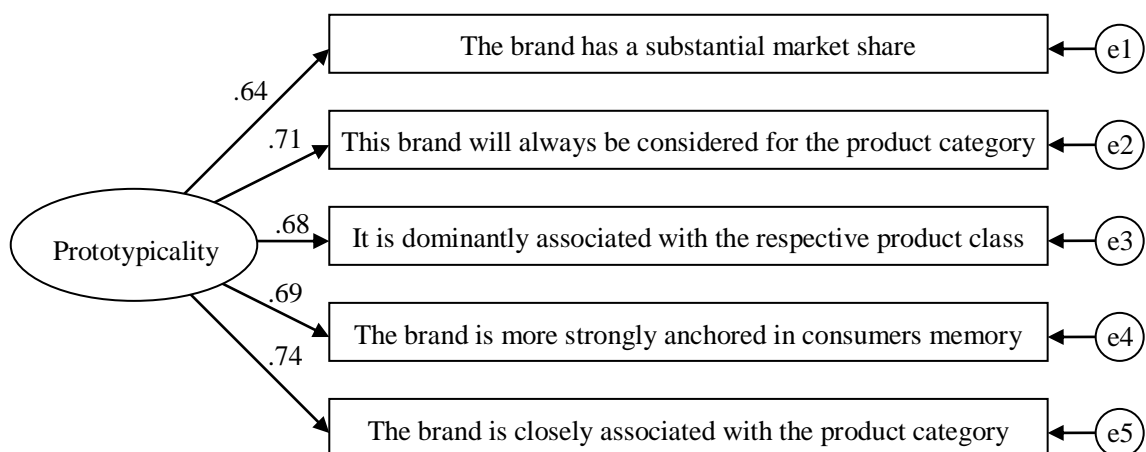 The brand has a substantial market share
e1
.64
This brand will always be considered for the product category
e2
.71
Prototypicality
.68
It is dominantly associated with the respective product class
e3
.69
The brand is more strongly anchored in consumers memory
e4
.74
The brand is closely associated with the product category
e5